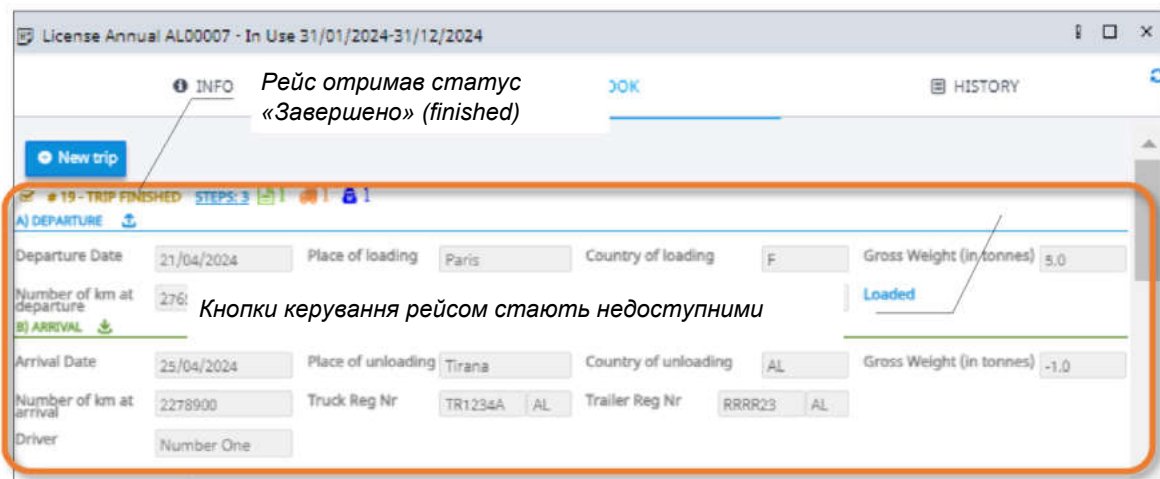 License Annual AL00007 - In Use 31/01/2024-31/12/2024
INFO
Рейс отримав статус
«Завершено» (finished)
HISTORY
New trip
# 19 - TRIP FINISHED STEPS: 3 1 1 1
A) DEPARTURE
Departure Date 21/04/2024 Place of loading Paris Country of loading F Gross Weight (in tonnes) 5.0
Number of km at departure Loaded
Кнопки керування рейсом стають недоступними
B) ARRIVAL
Arrival Date 25/04/2024 Place of unloading Tirana Country of unloading AL Gross Weight (in tonnes) -1.0
Number of km at arrival 2278900 Truck Reg Nr TR1234A AL Trailer Reg Nr RRRR23 AL
Driver Number One